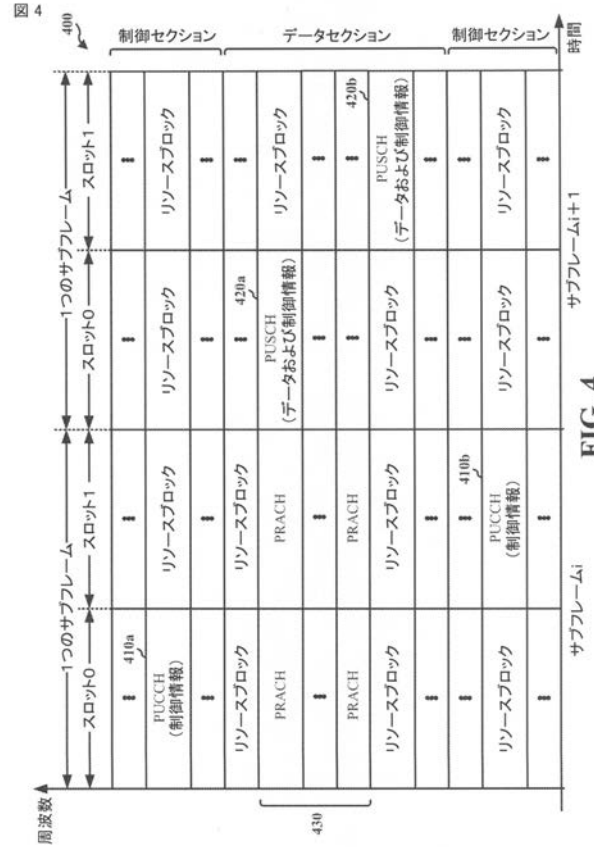 図4
400
周波数
1つのサブフレーム
1つのサブフレーム
スロット0
スロット1
スロット0
スロット1
410a
PUCCH
(制御情報)
リソースブロック
リソースブロック
リソースブロック
制御セクション
リソースブロック
リソースブロック
420a
430
PRACH
PRACH
PUSCH
(データおよび制御情報)
リソースブロック
データセクション
PRACH
PRACH
420b
リソースブロック
リソースブロック
リソースブロック
PUSCH
(データおよび制御情報)
410b
リソースブロック
PUCCH
(制御情報)
リソースブロック
リソースブロック
制御セクション
サブフレームi
サブフレームi+1
時間
FIG. 4